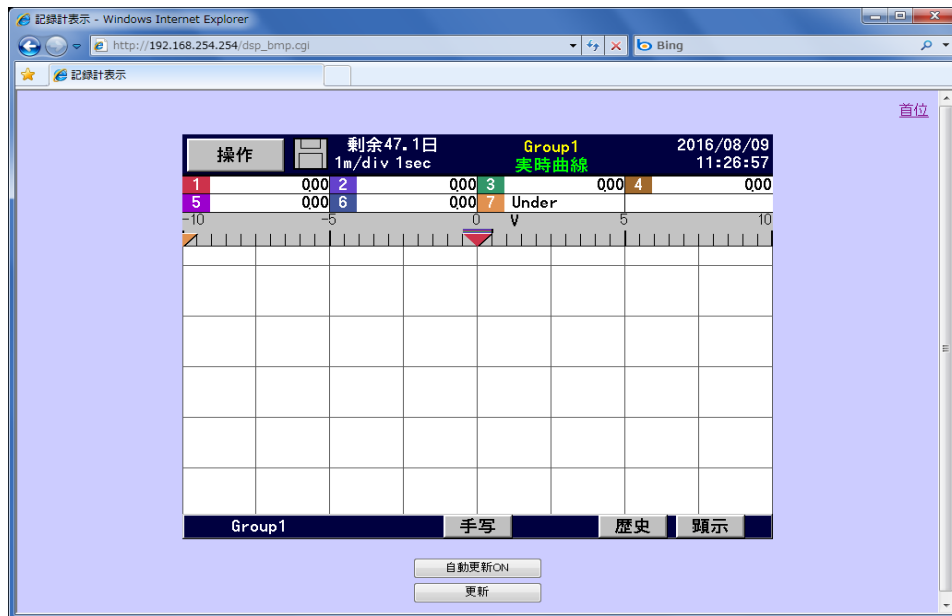 記録計表示 - Windows Internet Explorer
http://192.168.254.254/dsp_bmp.cgi
Bing
記録計表示
首位
操作 剰余47.1日 Group1 2016/08/09
1m/div 1sec 実時曲線 11:26:57
1 0.00 2 0.00 3 0.00 4 0.00
5 0.00 6 0.00 7 Under
-10 -5 0 V 5 10
Group1 手写 歴史 顕示
自動更新ON
更新